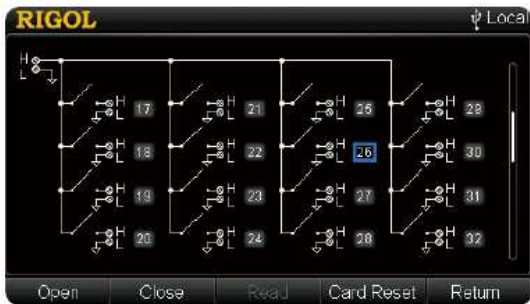 RIGOL Local
H
L
H 17 H 21 H 25 H 29
L L L L
H 18 H 22 H 26 H 30
L L L L
H 19 H 23 H 27 H 31
L L L L
H 20 H 24 H 28 H 32
L L L L
Open Close Read Card Reset Return